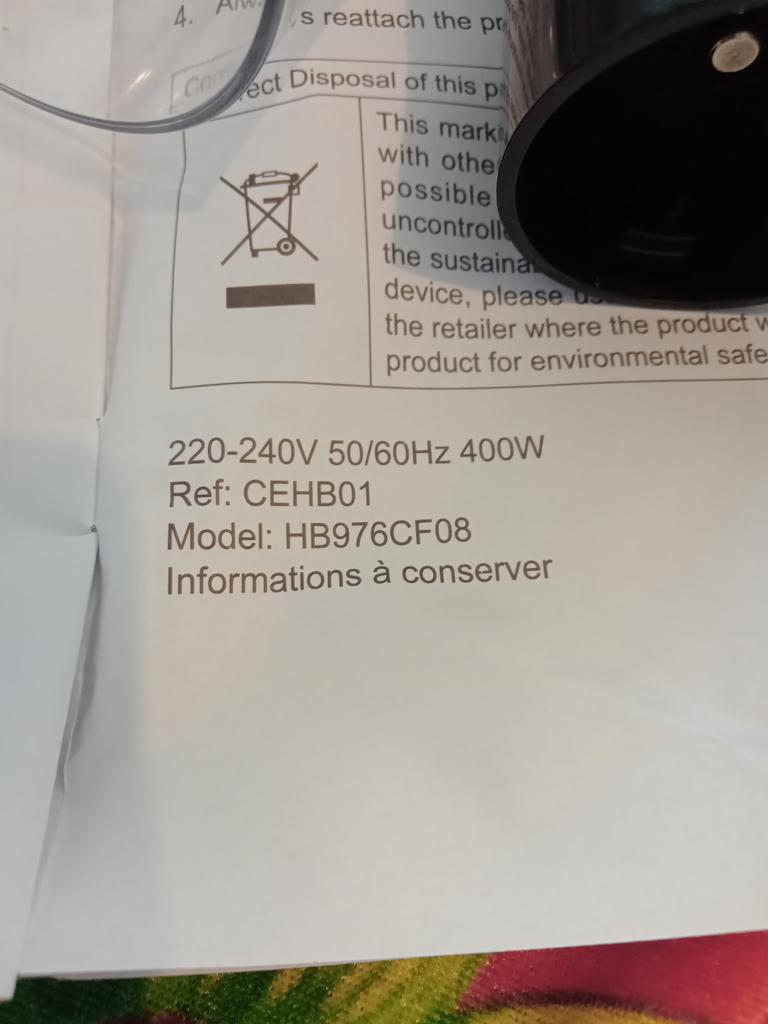 4. s reattach the
ect Disposal of this
This
with
possible
the
device, please
the retailer where the product
product for environmental
220-240V 50/60Hz 400W
Ref: CEHB01
Model: HB976CF08
Informations à conserver